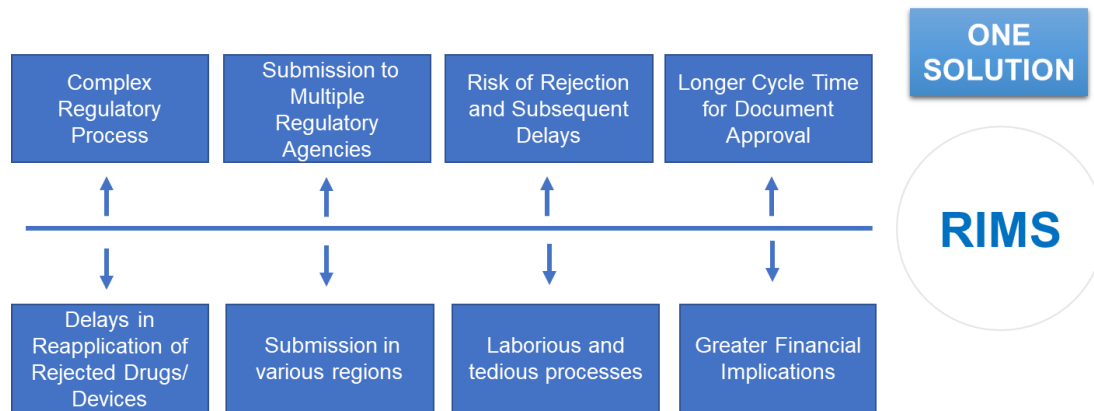 Complex
Regulatory
Process
Submission to
Multiple
Regulatory
Agencies
Risk of Rejection
and Subsequent
Delays
Longer Cycle Time
for Document
Approval
ONE
SOLUTION
RIMS
Delays in
Reapplication of
Rejected Drugs/
Devices
Submission in
various regions
Laborious and
tedious processes
Greater Financial
Implications